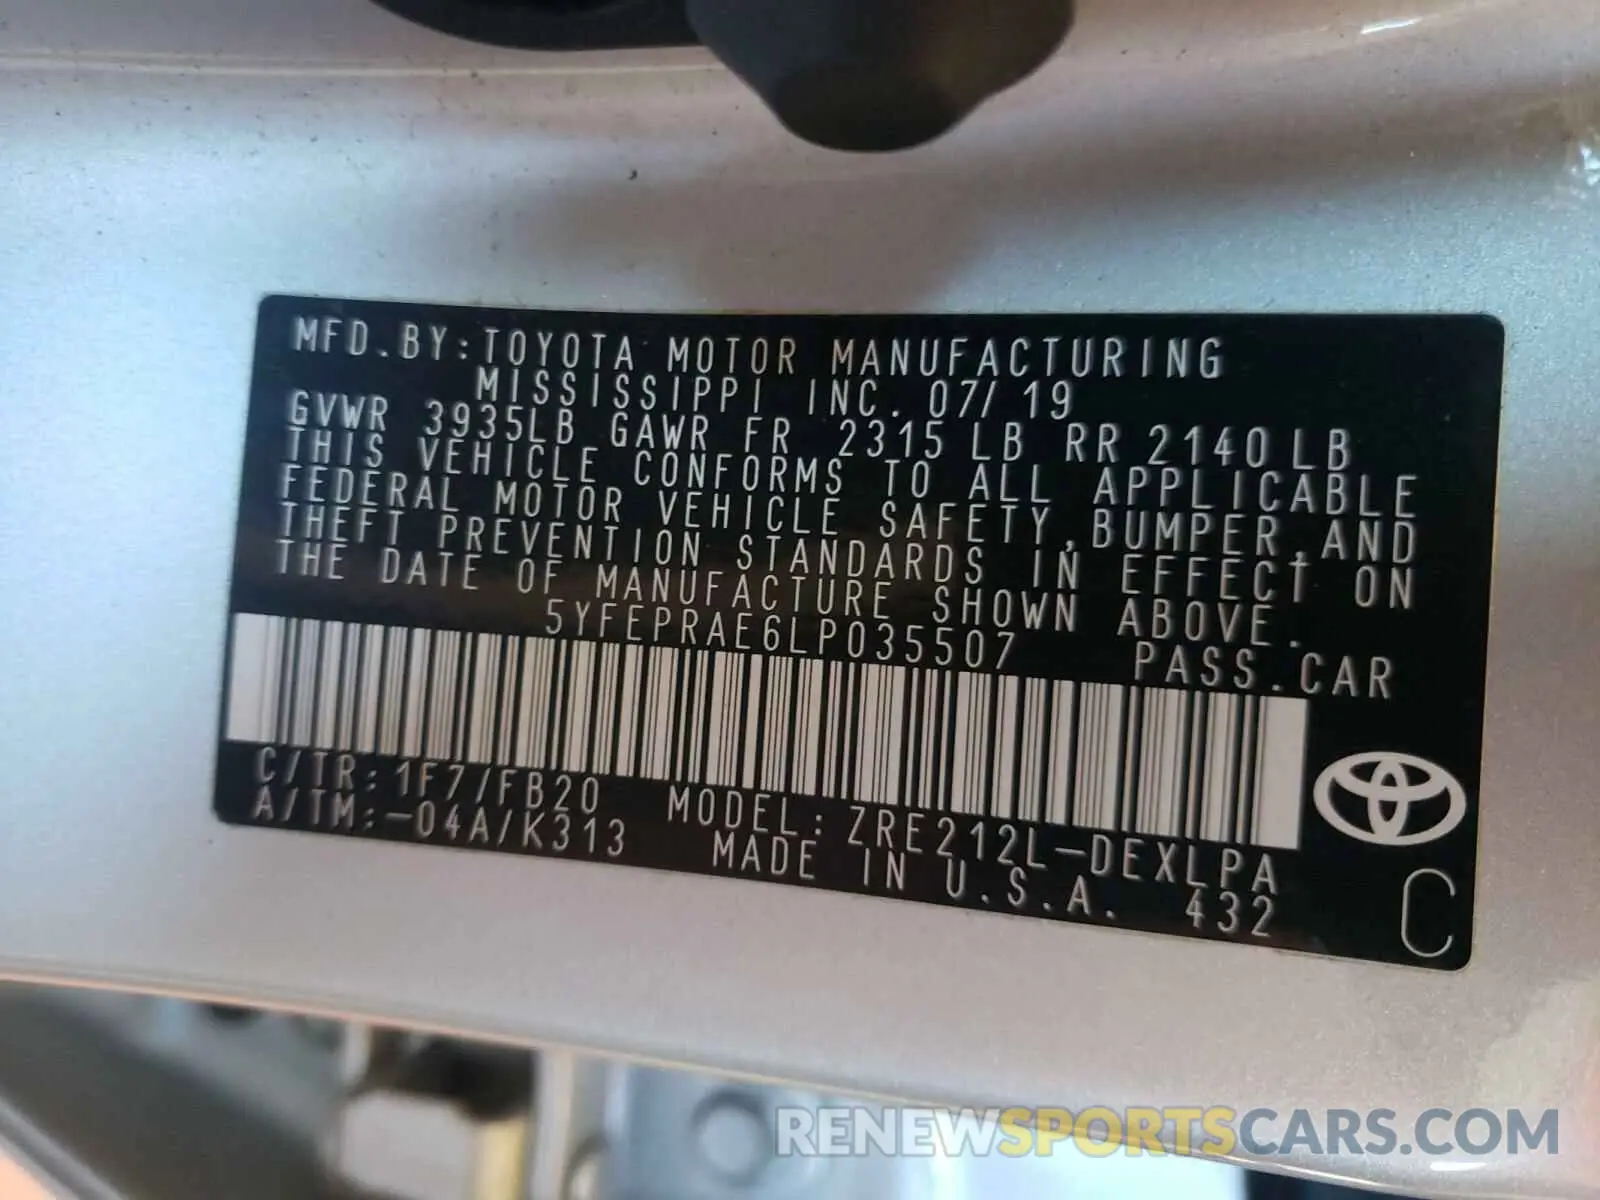 MFD.BY:TOYOTA MOTOR MANUFACTURING
MISSISSIPPI INC. 07/19
GVWR 3935LB GAWR FR 2315LB RR 2140LB
THIS VEHICLE CONFORMS TO ALL APPLICABLE
FEDERAL MOTOR VEHICLE SAFETY,BUMPER,AND
THEFT PREVENTION STANDARDS IN EFFECT ON
THE DATE OF MANUFACTURE SHOWN ABOVE.
5YFEPRAE6LP035507 PASS.CAR
C/TR:1F7/FB20 MODEL:ZRE212L-DEXLPA
A/TM:-04A/K313 MADE IN U.S.A. 432
C
RENEWSPORTSCARS.COM